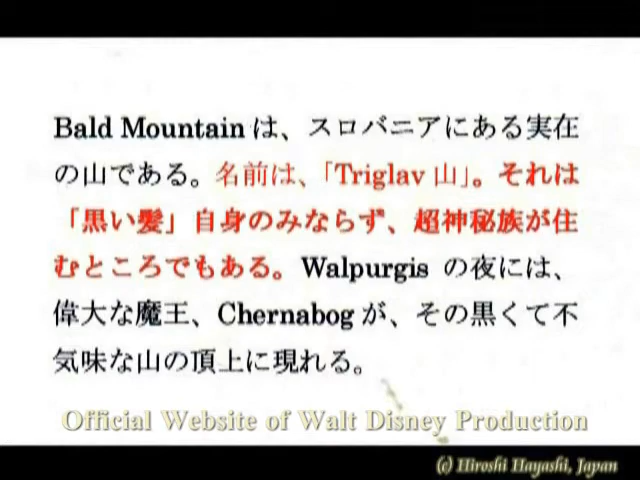 Bald Mountain は、スロバニアにある実在
の山である。名前は、「Triglav 山」。それは
「黒い髪」自身のみならず、超神秘族が住
むところでもある。Walpurgis の夜には、
偉大な魔王、Chernabog が、その黒くて不
気味な山の頂上に現れる。
Official Website of Walt Disney Production
(c) Hiroshi Hayashi, Japan